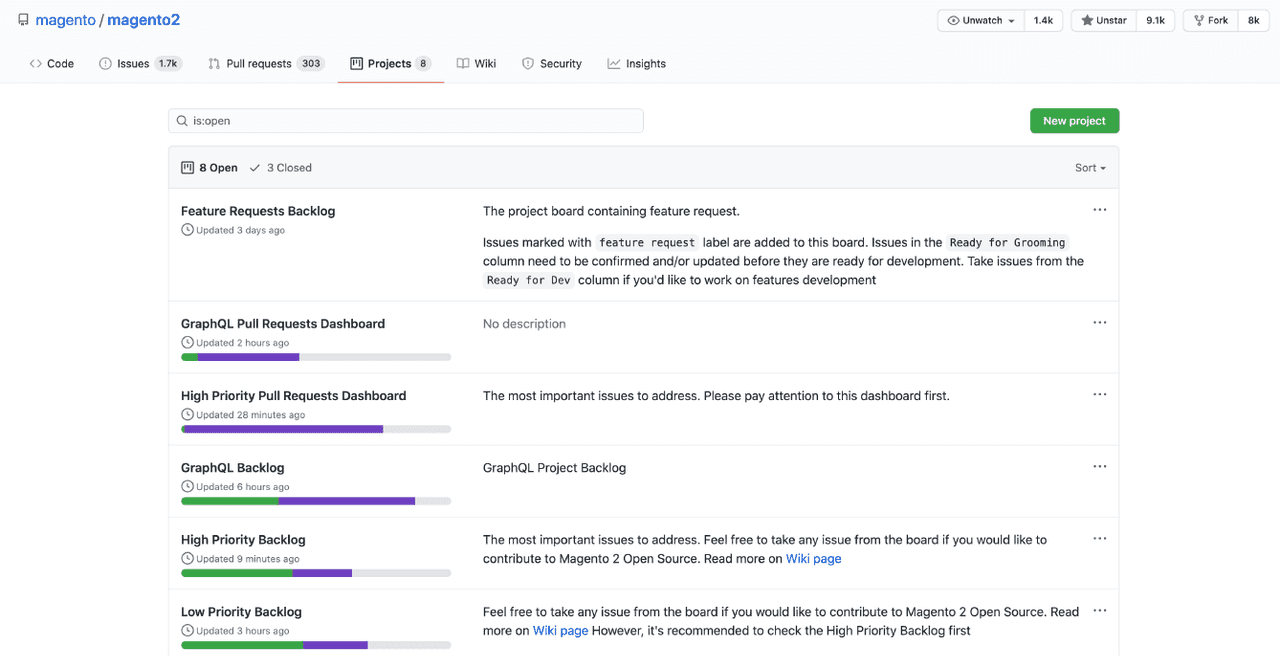 magento / magento2
Unwatch 1.4k Unstar 9.1k Fork 8k
Code Issues 1.7k Pull requests 303 Projects 8 Wiki Security Insights
is:open
New project
8 Open 3 Closed Sort
Feature Requests Backlog
Updated 3 days ago
The project board containing feature request.
Issues marked with feature request label are added to this board. Issues in the Ready for Grooming
column need to be confirmed and/or updated before they are ready for development. Take issues from the
Ready for Dev column if you'd like to work on features development
GraphQL Pull Requests Dashboard
Updated 2 hours ago
No description
High Priority Pull Requests Dashboard
Updated 28 minutes ago
The most important issues to address. Please pay attention to this dashboard first.
GraphQL Backlog
Updated 6 hours ago
GraphQL Project Backlog
High Priority Backlog
Updated 9 minutes ago
The most important issues to address. Feel free to take any issue from the board if you would like to
contribute to Magento 2 Open Source. Read more on Wiki page
Low Priority Backlog
Updated 3 hours ago
Feel free to take any issue from the board if you would like to contribute to Magento 2 Open Source. Read
more on Wiki page However, it's recommended to check the High Priority Backlog first